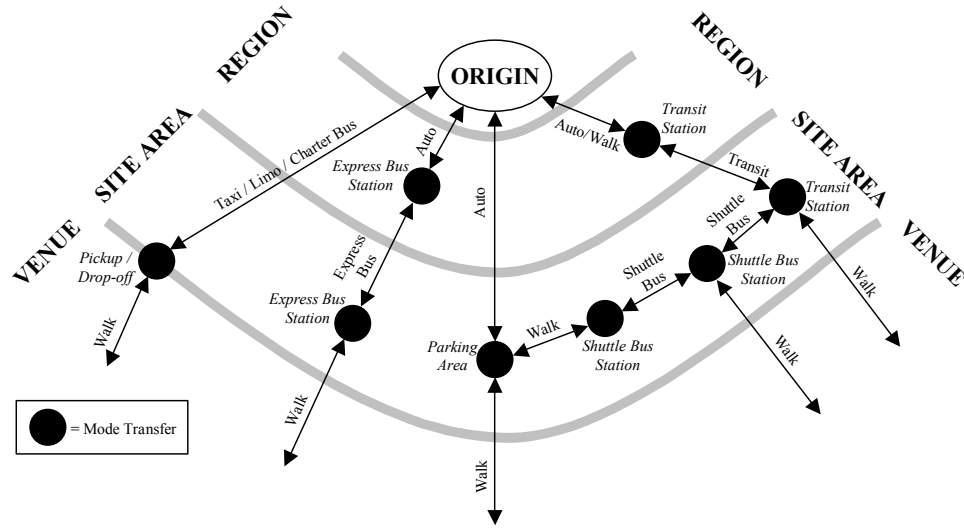 REGION
ORIGIN
REGION
SITE AREA
Taxi / Limo / Charter Bus
Auto
Auto/Walk
Transit
Station
SITE AREA
Express Bus
Station
Auto
Transit
Transit
Station
VENUE
Pickup /
Drop-off
Express
Bus
Shuttle
Bus
Shuttle
Bus
Shuttle Bus
Station
VENUE
Walk
Walk
Express Bus
Station
Parking
Area
Walk
Shuttle Bus
Station
Walk
Walk
Walk
= Mode Transfer